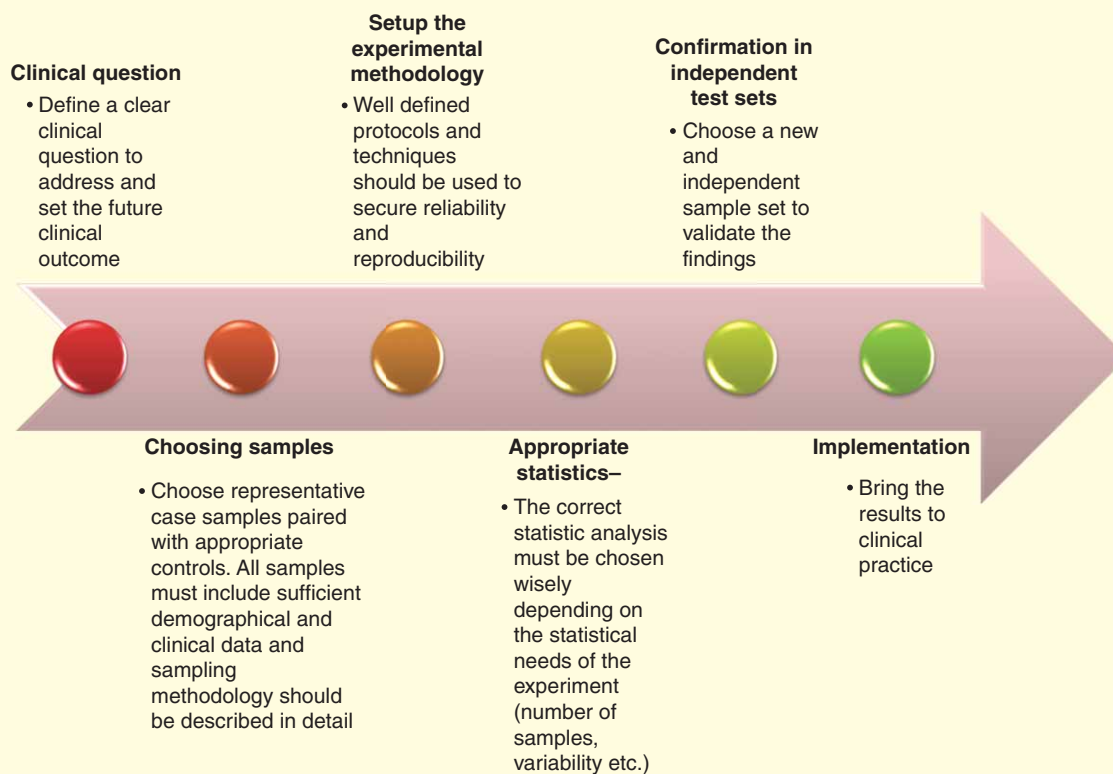 Clinical question
• Define a clear
clinical
question to
address and
set the future
clinical
outcome
Choosing samples
• Choose representative
case samples paired
with appropriate
controls. All samples
must include sufficient
demographical and
clinical data and
sampling
methodology should
be described in detail
Setup the
experimental
methodology
• Well defined
protocols and
techniques
should be used to
secure reliability
and
reproducibility
Appropriate
statistics–
• The correct
statistic analysis
must be chosen
wisely
depending on
the statistical
needs of the
experiment
(number of
samples,
variability etc.)
Confirmation in
independent
test sets
• Choose a new
and
independent
sample set to
validate the
findings
Implementation
• Bring the
results to
clinical
practice